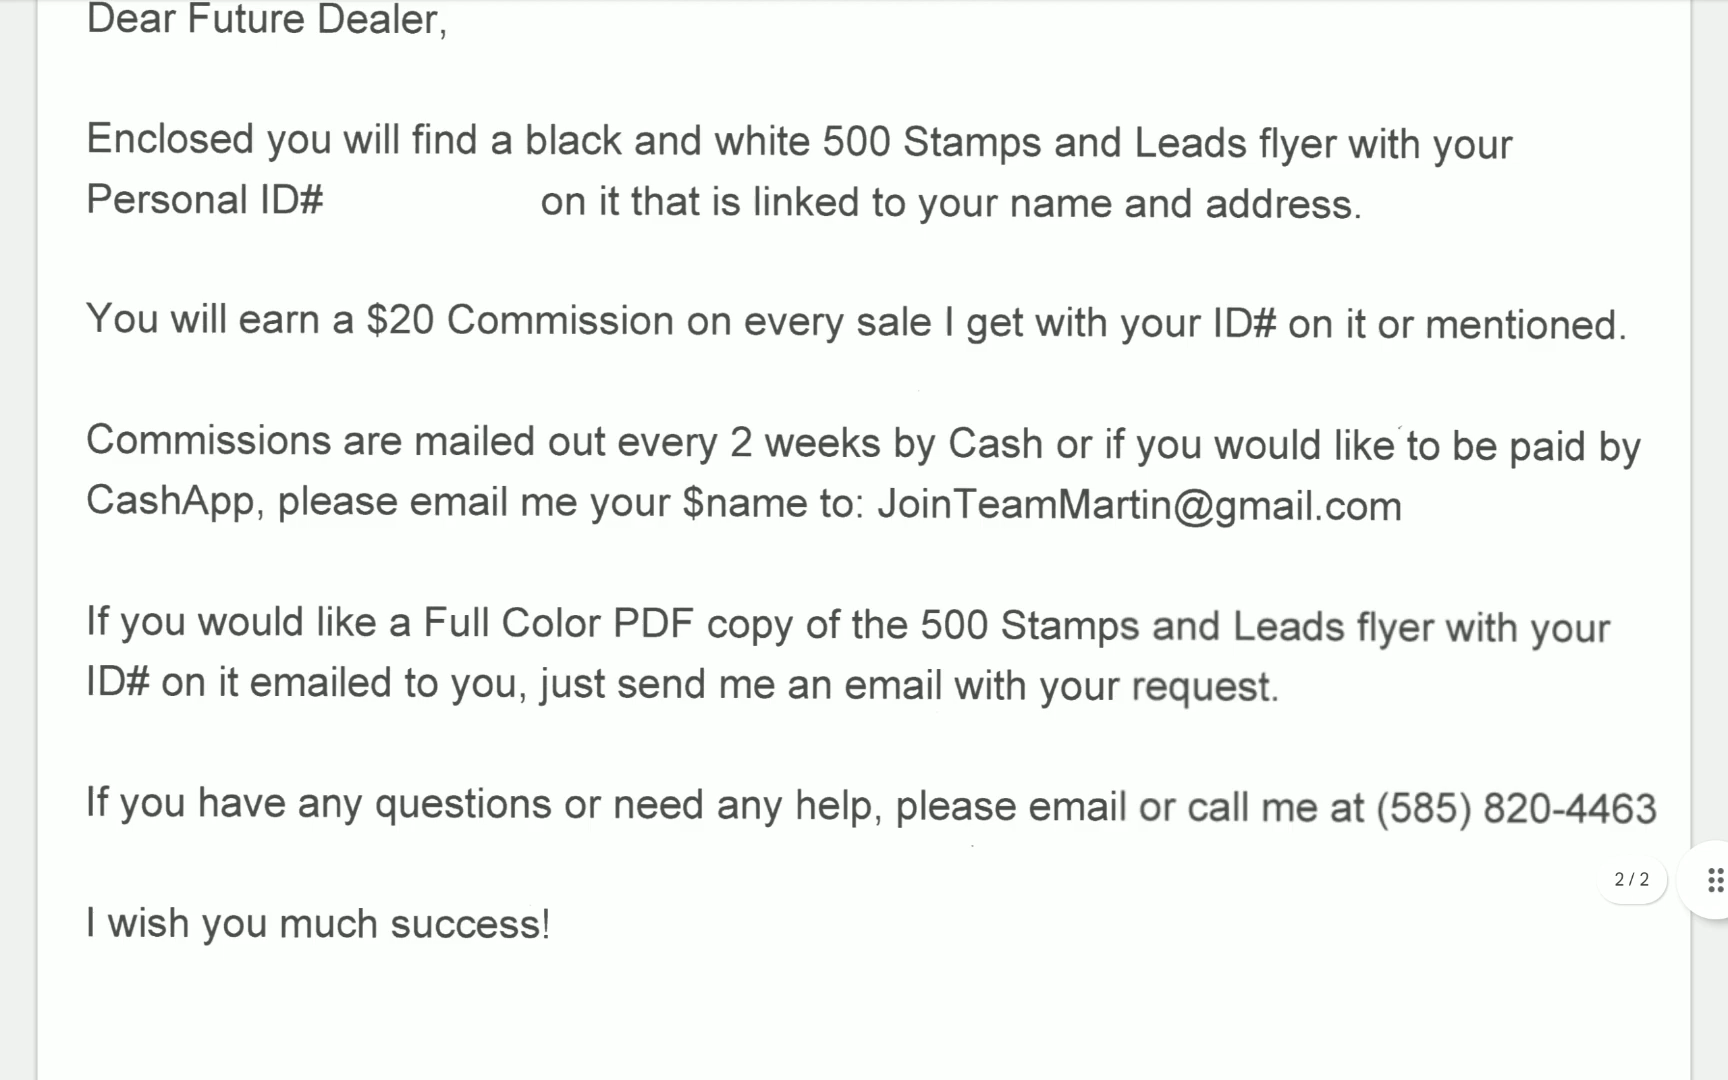 Dear Future Dealer,
Enclosed you will find a black and white 500 Stamps and Leads flyer with your
Personal ID# on it that is linked to your name and address.
You will earn a $20 Commission on every sale I get with your ID# on it or mentioned.
Commissions are mailed out every 2 weeks by Cash or if you would like to be paid by
CashApp, please email me your $name to: JoinTeamMartin@gmail.com
If you would like a Full Color PDF copy of the 500 Stamps and Leads flyer with your
ID# on it emailed to you, just send me an email with your request.
If you have any questions or need any help, please email or call me at (585) 820-4463
2 / 2
I wish you much success!